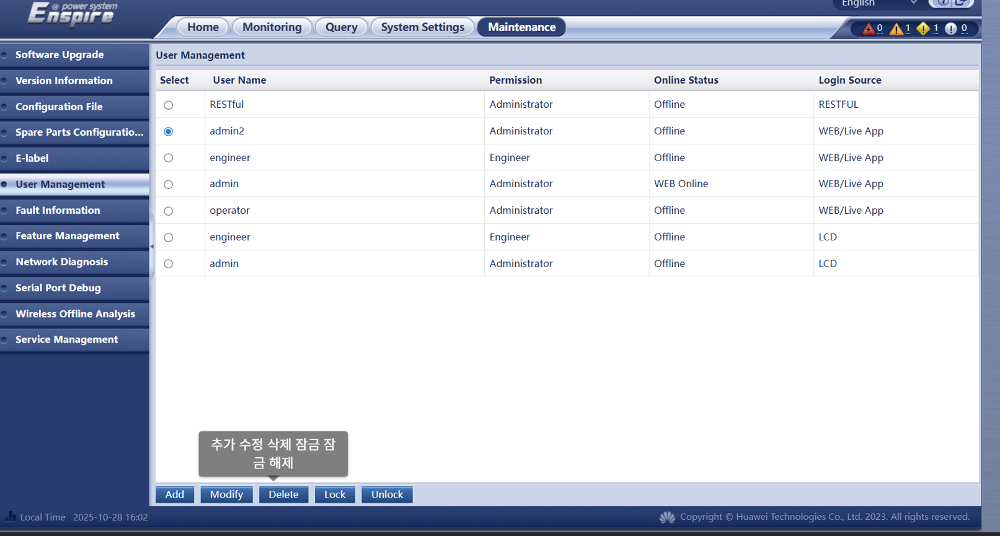 @ power system
Enspire
English
Home Monitoring Query System Settings Maintenance
0 1 1 0
Software Upgrade
Version Information
Configuration File
Spare Parts Configuratio...
E-label
User Management
Fault Information
Feature Management
Network Diagnosis
Serial Port Debug
Wireless Offline Analysis
Service Management
User Management
Select User Name Permission Online Status Login Source
RESTful Administrator Offline RESTFUL
admin2 Administrator Offline WEB/Live App
engineer Engineer Offline WEB/Live App
admin Administrator WEB Online WEB/Live App
operator Administrator Offline WEB/Live App
engineer Engineer Offline LCD
admin Administrator Offline LCD
추가 수정 삭제 잠금 잠
금 해제
Add Modify Delete Lock Unlock
Local Time 2025-10-28 16:02
Copyright © Huawei Technologies Co., Ltd. 2023. All rights reserved.